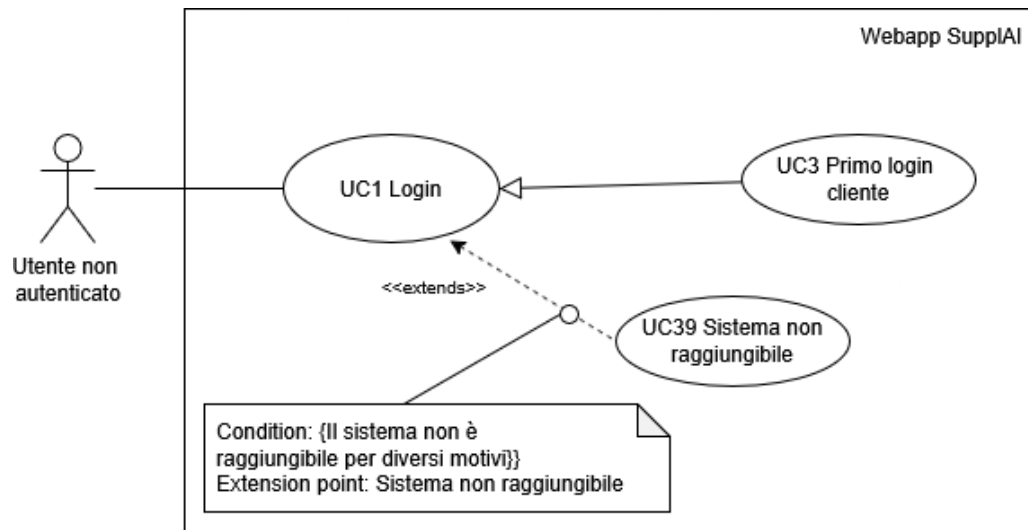 Webapp SupplAI
UC1 Login
UC3 Primo login
cliente
Utente non
autenticato
<<extends>>
UC39 Sistema non
raggiungibile
Condition: {Il sistema non è
raggiungibile per diversi motivi}}
Extension point: Sistema non raggiungibile